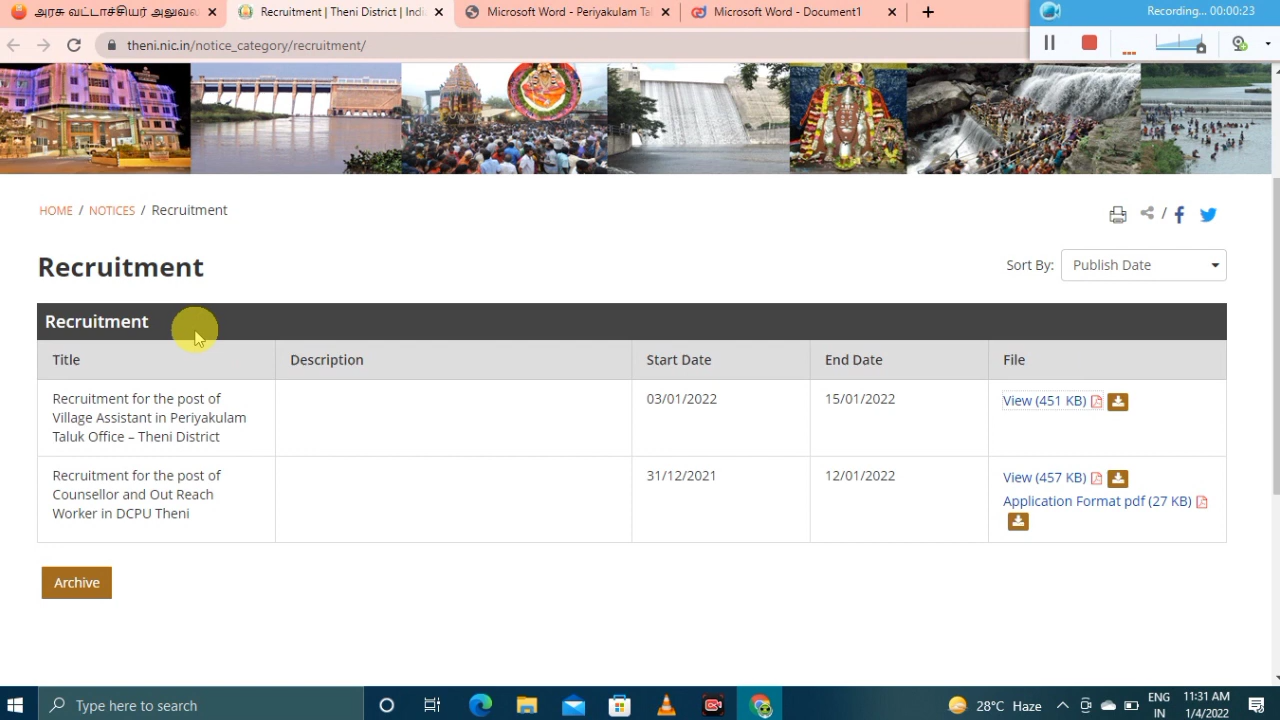 அரசு வட்டாச்சியர் அலுவல
Recruitment | Theni District | Indi
Microsoft Word - Periyakulam Tal
Microsoft Word - Document1
Recording... 00:00:23
theni.nic.in/notice_category/recruitment/
HOME / NOTICES / Recruitment
Recruitment
Sort By: Publish Date
Recruitment
Title Description Start Date End Date File
Recruitment for the post of
Village Assistant in Periyakulam
Taluk Office – Theni District
03/01/2022 15/01/2022 View (451 KB)
Recruitment for the post of
Counsellor and Out Reach
Worker in DCPU Theni
31/12/2021 12/01/2022 View (457 KB)
Application Format pdf (27 KB)
Archive
Type here to search
28°C Haze
ENG
IN
11:31 AM
1/4/2022